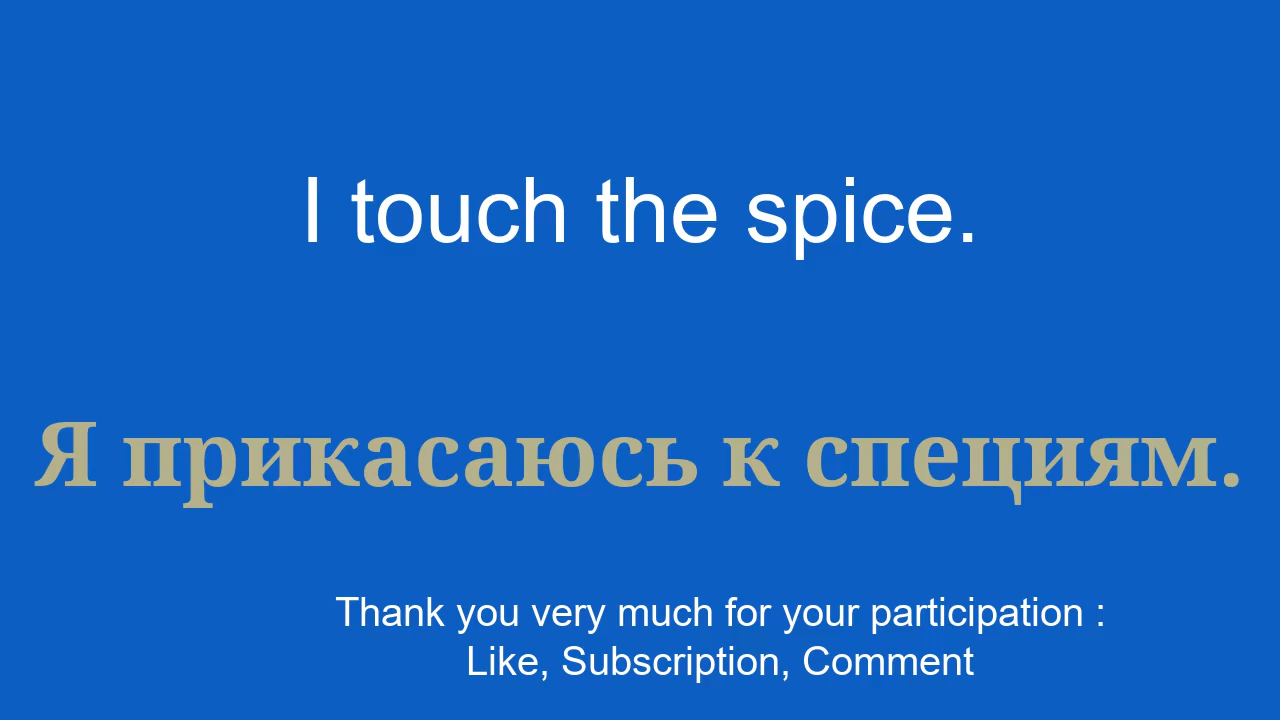 I touch the spice.
Я прикасаюсь к специям.
Thank you very much for your participation :
Like, Subscription, Comment